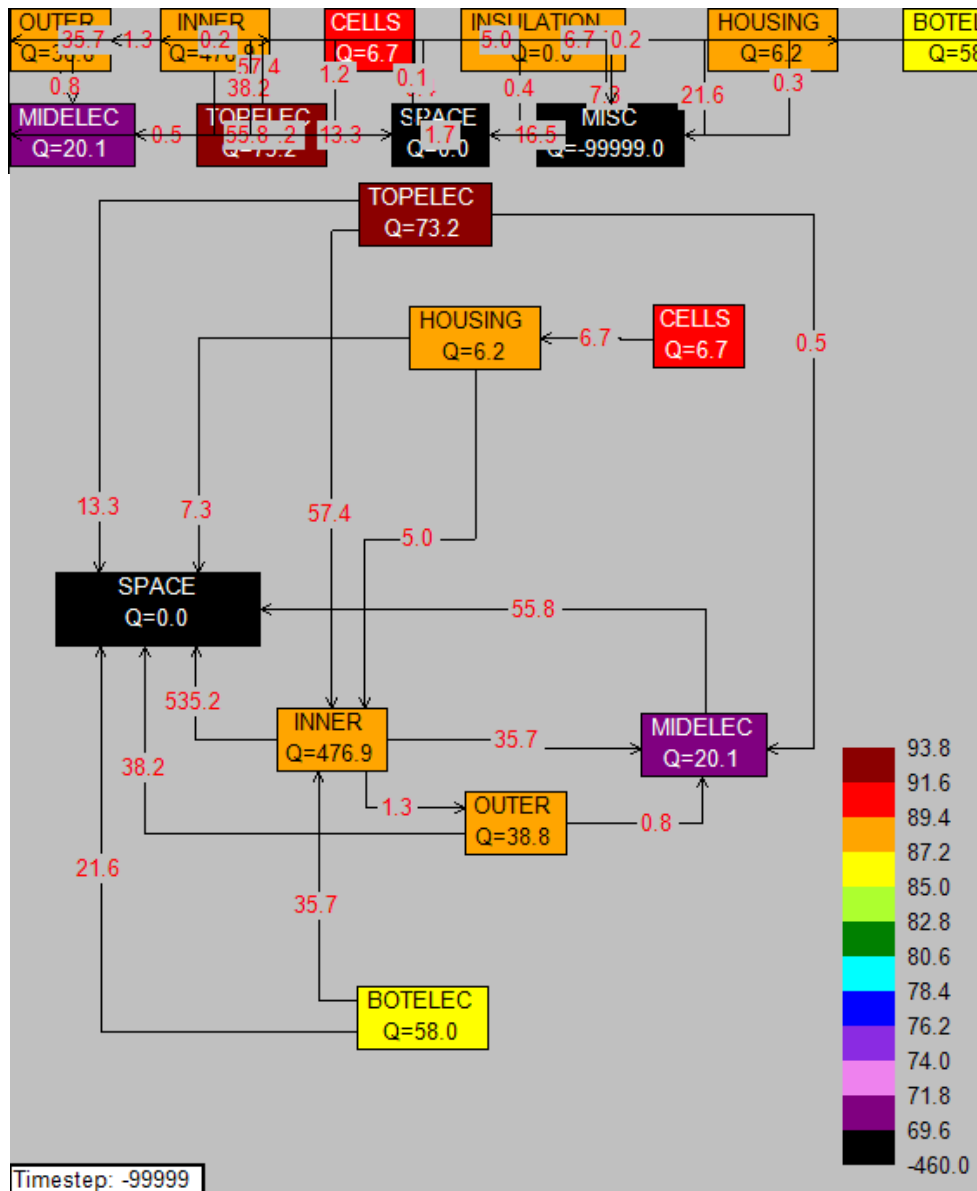 OUTER INNER CELLS INSULATION HOUSING
35.7 1.3 0.2 Q=6.7 5.0 6.7 0.2 Q=6.2
57.4 1.2 0.1
0.8 38.2 0.4 21.6 0.3
MIDELEC TOPELEC SPACE MISC
Q=20.1 0.5 55.8 13.3 1.7 16.5 Q=-99999.0
TOPELEC
Q=73.2
HOUSING
Q=6.2
CELLS
Q=6.7
6.7
0.5
13.3
7.3
57.4
5.0
SPACE
Q=0.0
55.8
535.2
INNER
Q=476.9
35.7
MIDELEC
Q=20.1
38.2
1.3
OUTER
Q=38.8
0.8
21.6
35.7
BOTELEC
Q=58.0
93.8
91.6
89.4
87.2
85.0
82.8
80.6
78.4
76.2
74.0
71.8
69.6
-460.0
Timestep: -99999